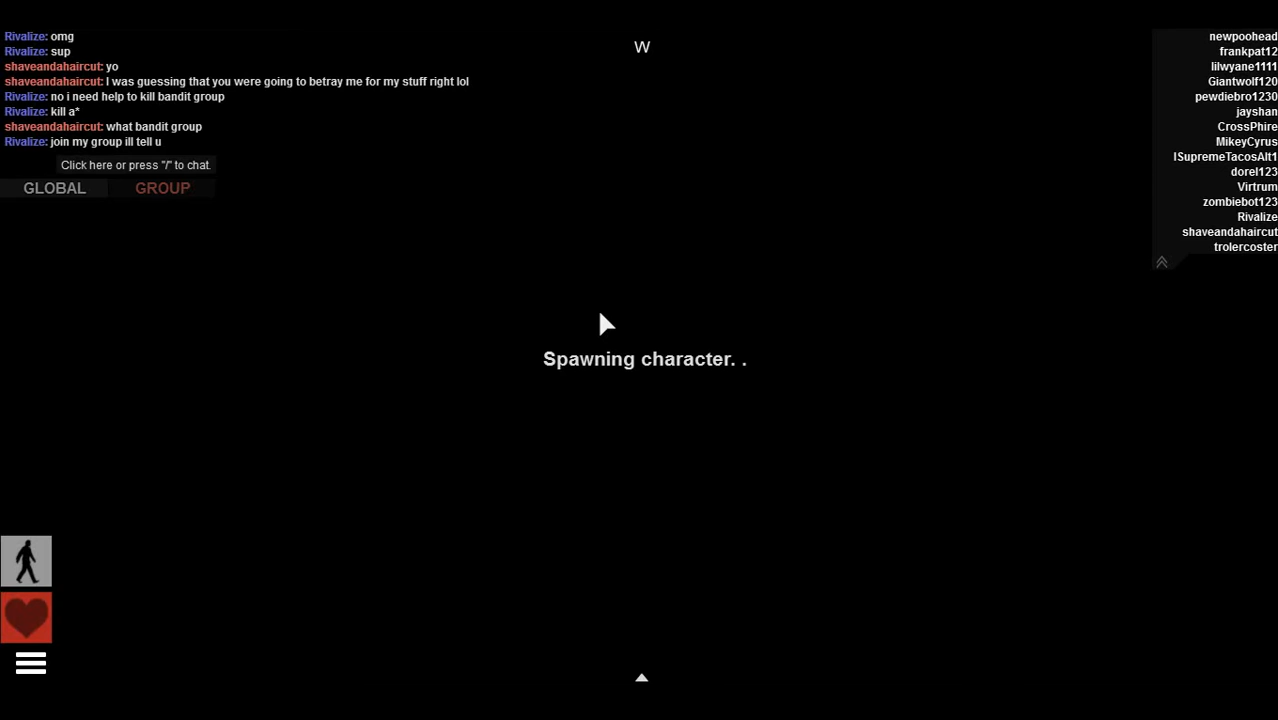 Rivalize: omg
Rivalize: sup
shaveandahaircut: yo
shaveandahaircut: I was guessing that you were going to betray me for my stuff right lol
Rivalize: no i need help to kill bandit group
Rivalize: kill a*
shaveandahaircut: what bandit group
Rivalize: join my group ill tell u
Click here or press "/" to chat.
GLOBAL GROUP
W
newpoohead
frankpat12
lilwyane1111
Giantwolf120
pewdiebro1230
jayshan
CrossPhire
MikeyCyrus
ISupremeTacosAlt1
dorel123
Virtrum
zombiebot123
Rivalize
shaveandahaircut
trolercoster
Spawning character. .